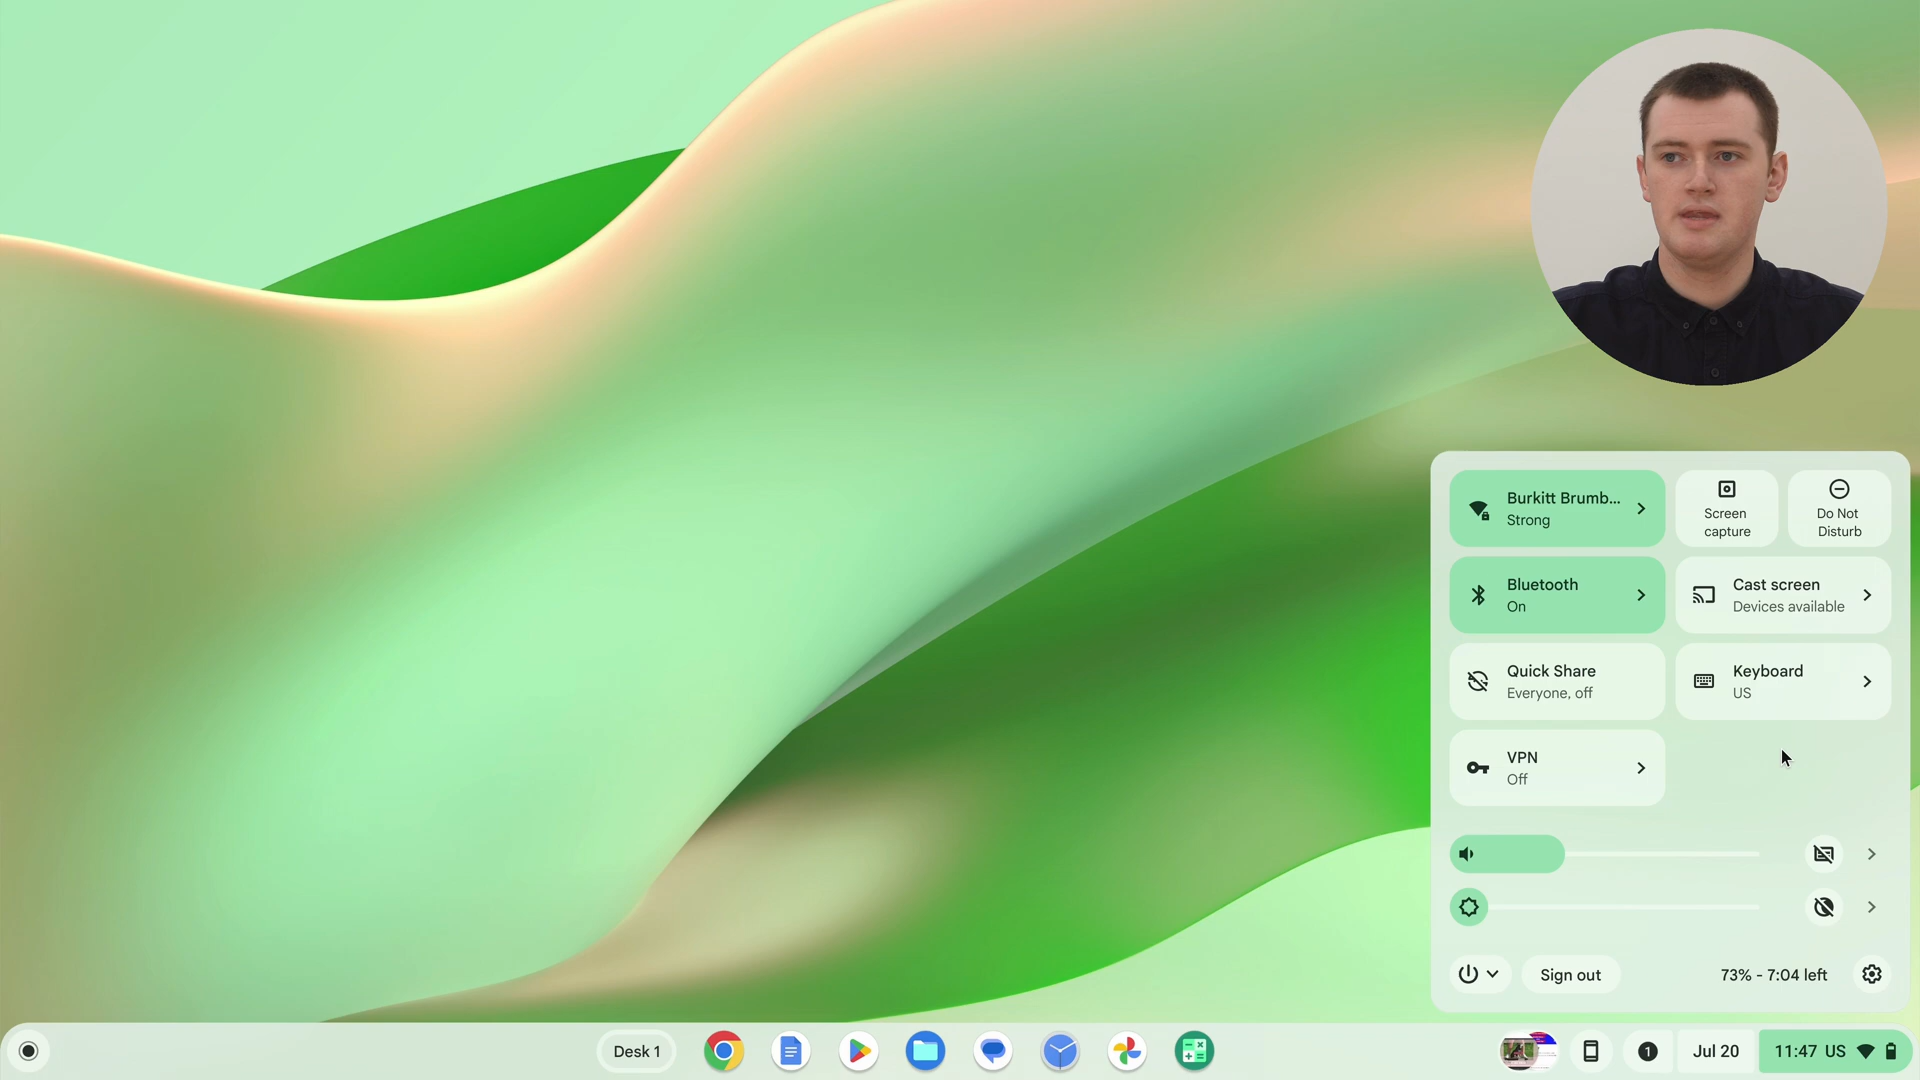 Burkitt Brumb...
Strong
Screen
capture
Do Not
Disturb
Bluetooth
On
Cast screen
Devices available
Quick Share
Everyone, off
Keyboard
US
VPN
Off
Sign out
73% - 7:04 left
Desk 1
1
Jul 20
11:47 US